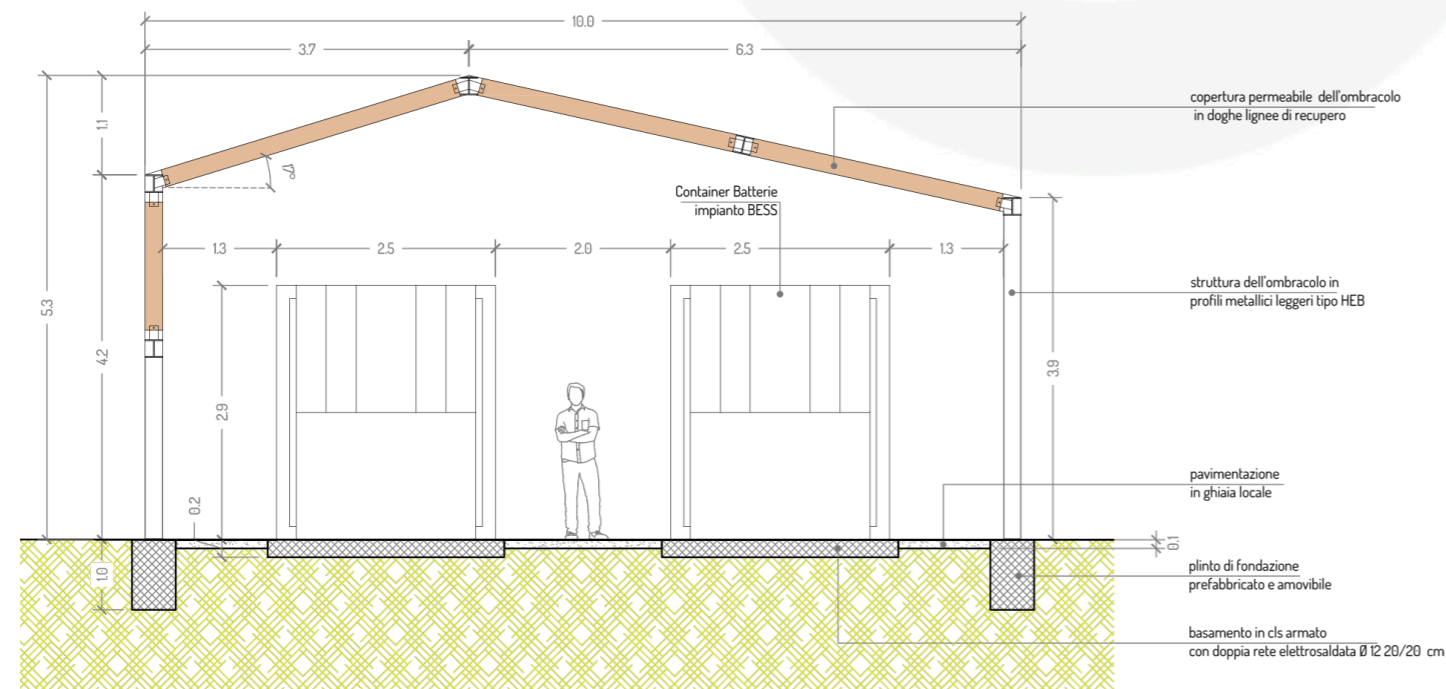 10.0
3.7
6.3
copertura permeabile dell'ombracolo
in doghe lignee di recupero
1.1
17°
Container Batterie
impianto BESS
1.3
2.5
2.0
2.5
1.3
struttura dell'ombracolo in
profili metallici leggeri tipo HEB
5.3
4.2
3.9
2.9
pavimentazione
in ghiaia locale
0.2
0.1
1.0
plinto di fondazione
prefabbricato e amovibile
basamento in cls armato
con doppia rete elettrosaldata Ø 12 20/20 cm